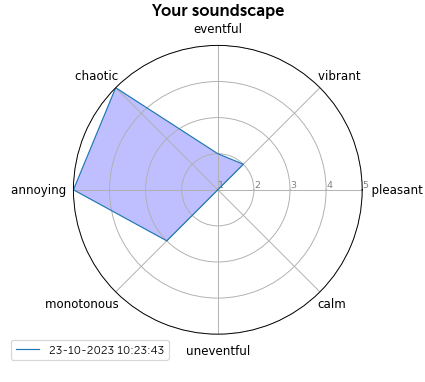 Your soundscape
eventful
chaotic
vibrant
annoying
1 2 3 4 5
pleasant
monotonous
calm
uneventful
23-10-2023 10:23:43